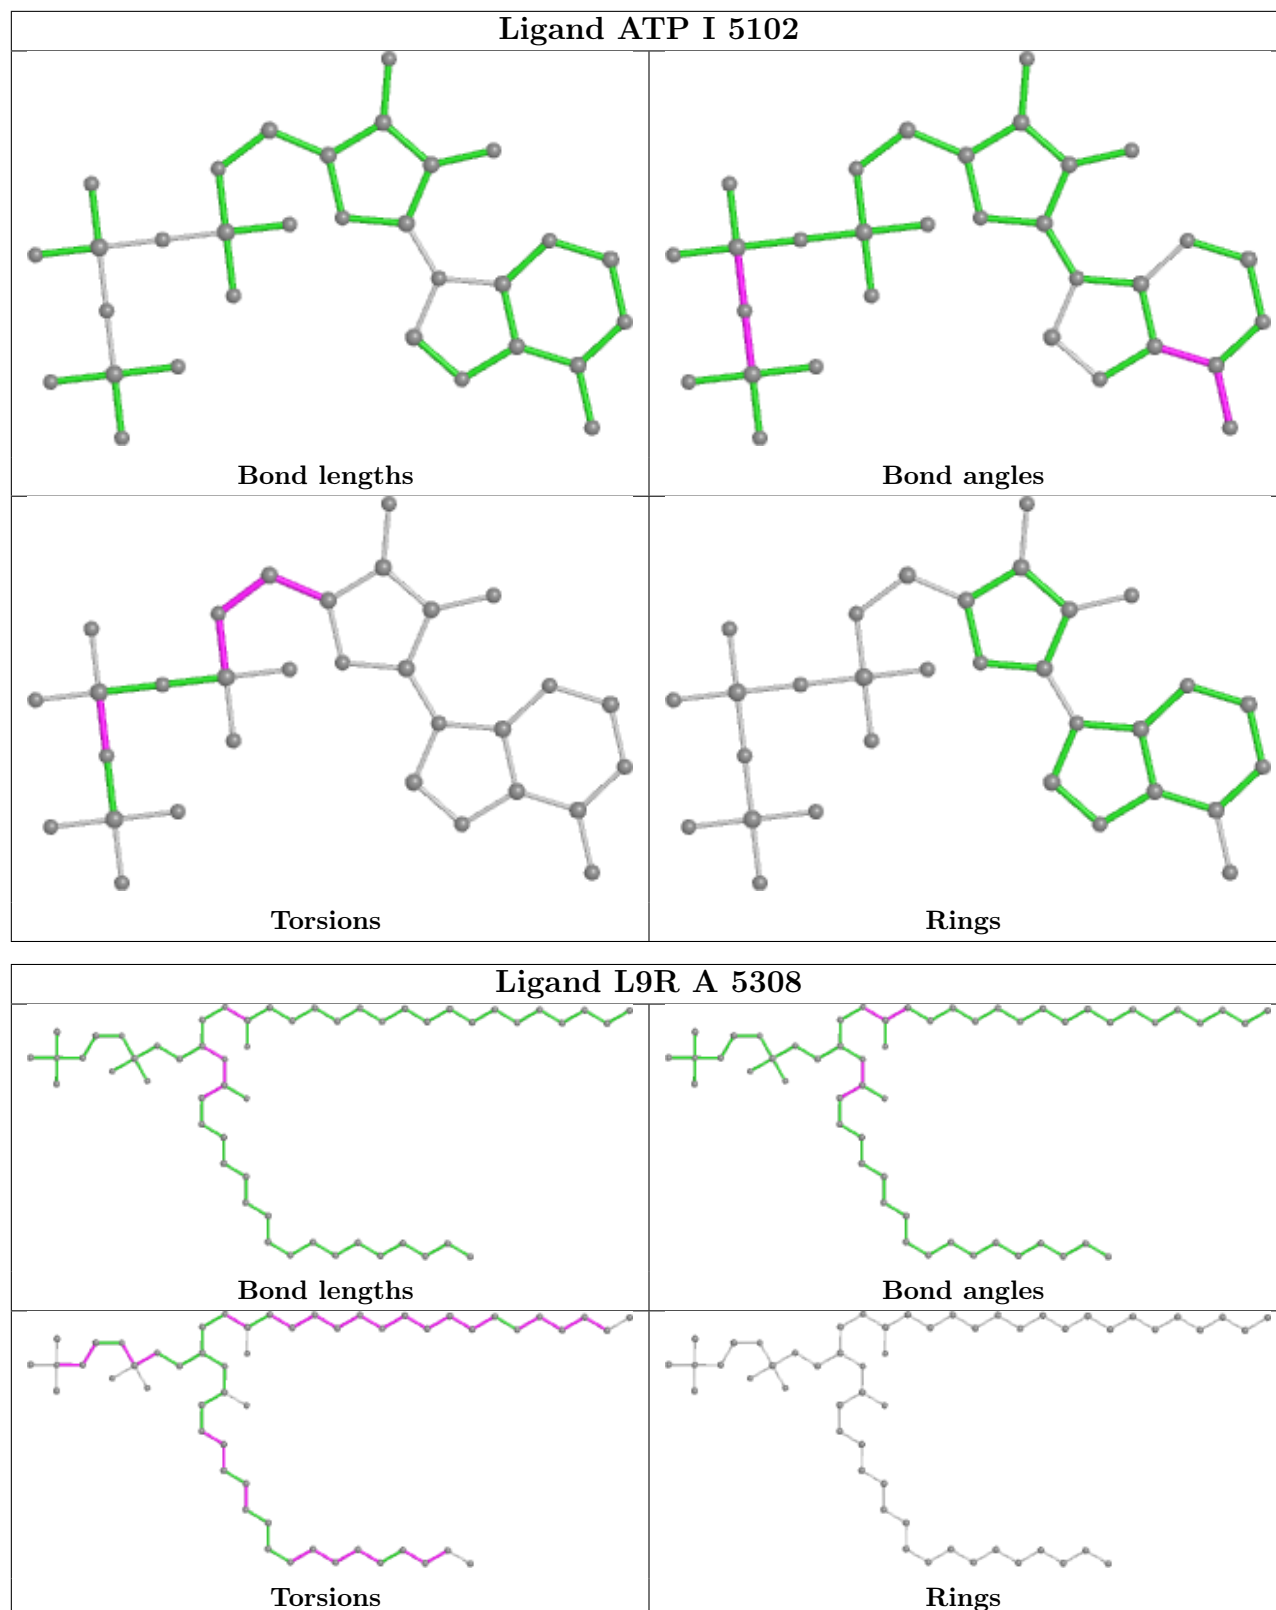 Ligand ATP I 5102
Bond lengths
Bond angles
Torsions
Rings
Ligand L9R A 5308
Bond lengths
Bond angles
Torsions
Rings